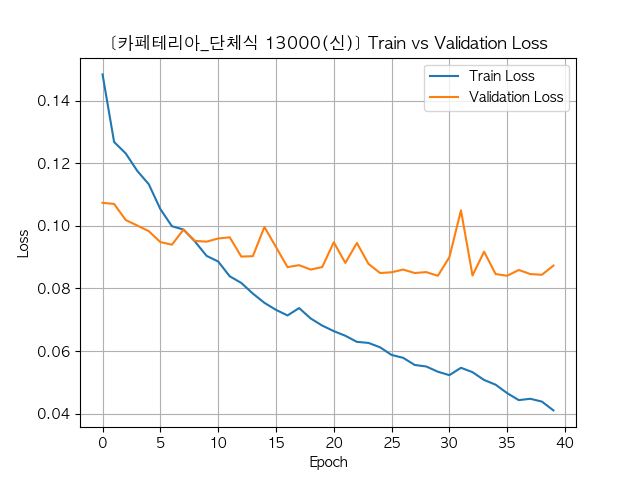 [카페테리아_단체식 13000(신)] Train vs Validation Loss
Train Loss
Validation Loss
Loss
0.14
0.12
0.10
0.08
0.06
0.04
0 5 10 15 20 25 30 35 40
Epoch